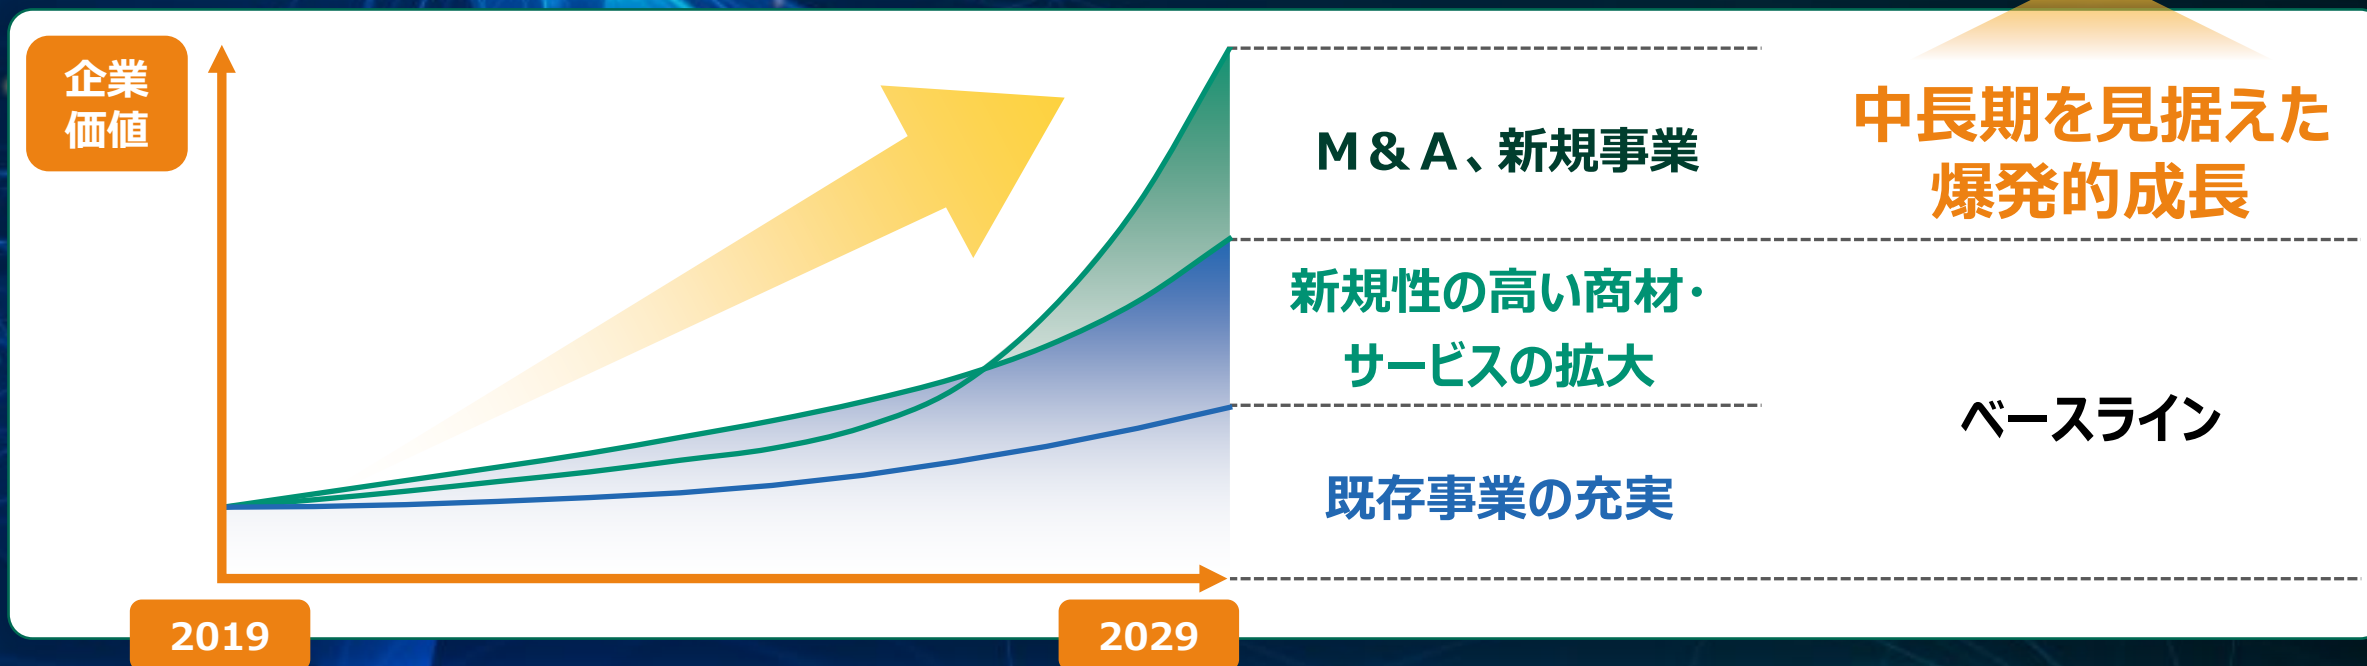 企業
価値
M&A、新規事業
中長期を見据えた
爆発的成長
新規性の高い商材・
サービスの拡大
ベースライン
既存事業の充実
2019
2029